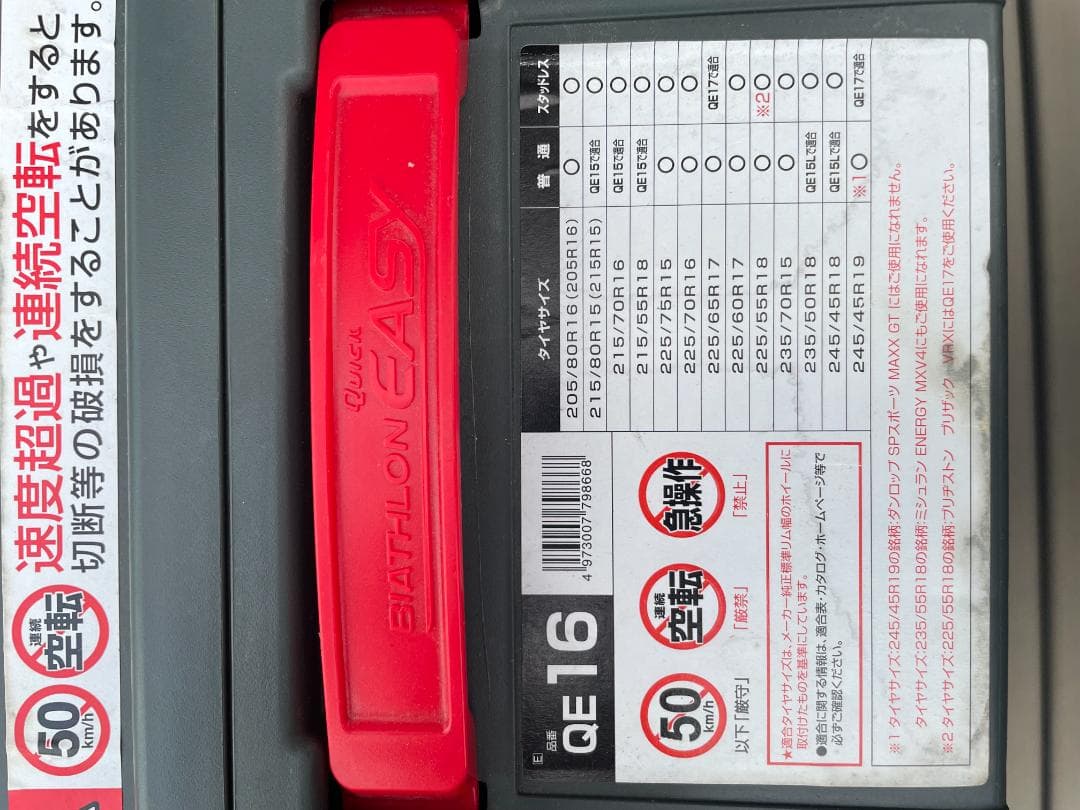 50 km/h 連続 空転 速度超過や連続空転をすると
切断等の破損をすることがあります。
QUICK
BIATHLON EASY
E 品番 QE16
4 973007 798668
50 km/h
連続 空転
急操作
以下「厳守」 「厳禁」 「禁止」
★適合タイヤサイズは、メーカー純正標準リム幅のホイールに
取付けたものを基準にしています。
●適合に関する情報は、適合表・カタログ・ホームページ等で
必ずご確認ください。
タイヤサイズ 普通 スタッドレス
205/80R16(205R16) ○ ○
215/80R15(215R15) QE15で適合 ○
215/70R16 QE15で適合 ○
215/55R18 QE15で適合 ○
225/75R15 ○ ○
225/70R16 ○ ○
225/65R17 ○ QE17で適合
225/60R17 ○ ○
225/55R18 ○ ※2○
235/70R15 ○ ○
235/50R18 QE15Lで適合 ○
245/45R18 QE15Lで適合 ○
245/45R19 ※1○ QE17で適合
※1 タイヤサイズ:245/45R19の銘柄:ダンロップ SPスポーツ MAXX GT にはご使用になれません。
タイヤサイズ:235/55R18の銘柄:ミシュラン ENERGY MXV4にもご使用になれます。
※2 タイヤサイズ:225/55R18の銘柄:ブリヂストン ブリザック VRXにはQE17をご使用ください。